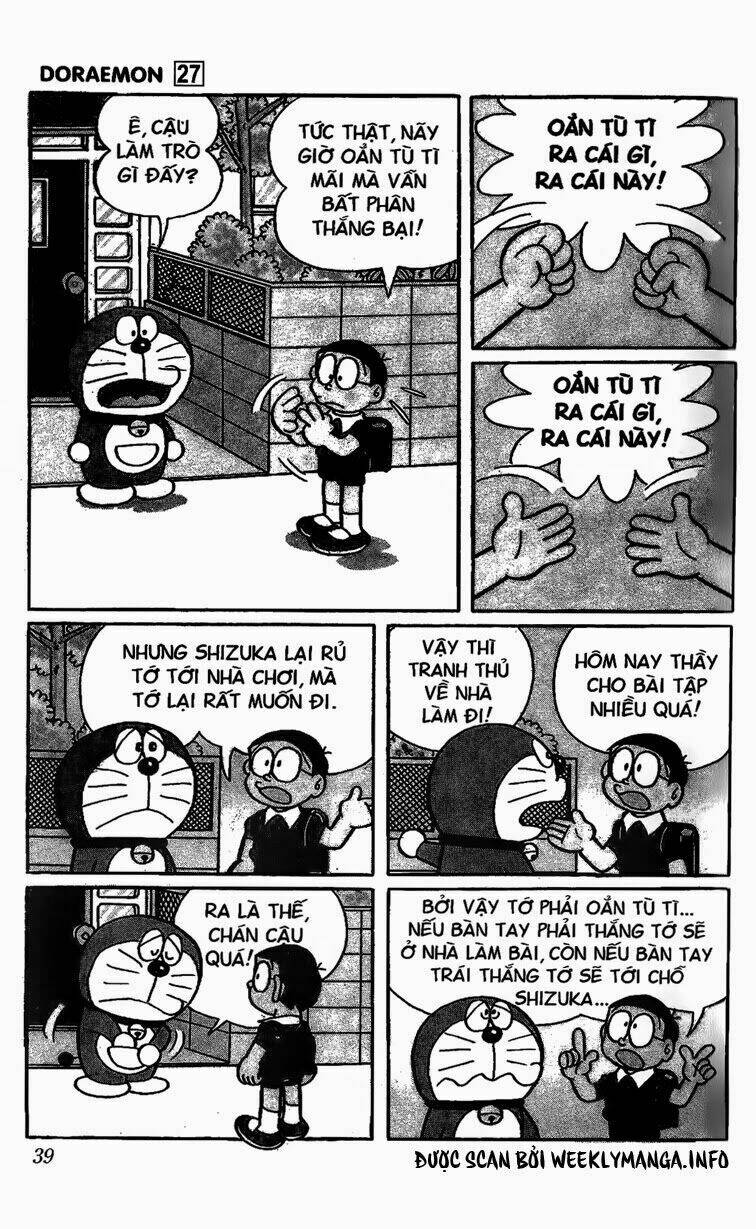 DORAEMON 27
OẲN TÙ TÌ
RA CÁI GÌ,
RA CÁI NÀY!
OẲN TÙ TÌ
RA CÁI GÌ,
RA CÁI NÀY!
TỨC THẬT, NÃY
GIỜ OẲN TÙ TÌ
MÃI MÀ VẪN
BẤT PHÂN
THẮNG BẠI!
Ê, CẬU
LÀM TRÒ
GÌ ĐẤY?
HÔM NAY THẦY
CHO BÀI TẬP
NHIỀU QUÁ!
VẬY THÌ
TRANH THỦ
VỀ NHÀ
LÀM ĐI!
NHƯNG SHIZUKA LẠI RỦ
TỚ TỚI NHÀ CHƠI, MÀ
TỚ LẠI RẤT MUỐN ĐI.
BỞI VẬY TỚ PHẢI OẲN TÙ TÌ...
NẾU BÀN TAY PHẢI THẮNG TỚ SẼ
Ở NHÀ LÀM BÀI, CÒN NẾU BÀN TAY
TRÁI THẮNG TỚ SẼ TỚI CHỖ
SHIZUKA...
RA LÀ THẾ,
CHÁN CẬU
QUÁ!
39
ĐƯỢC SCAN BỞI WEEKLYMANGA.INFO